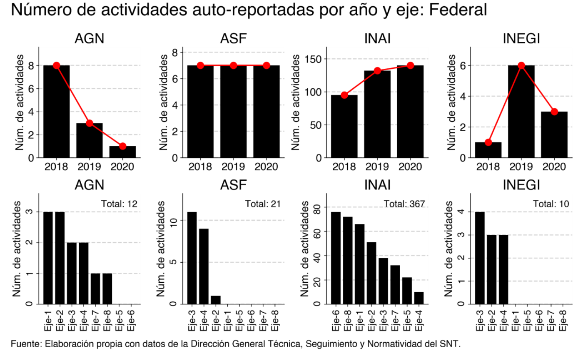 Número de actividades auto-reportadas por año y eje: Federal
AGN
ASF
INAI
INEGI
Núm. de actividades
8
6
4
2
0
2018 2019 2020
Núm. de actividades
8
7
6
5
4
3
2
1
0
2018 2019 2020
Núm. de actividades
150
100
50
0
2018 2019 2020
Núm. de actividades
6
4
2
0
2018 2019 2020
AGN
ASF
INAI
INEGI
Total: 12
Núm. de actividades
3
2
1
0
Eje-1 Eje-2 Eje-3 Eje-4 Eje-7 Eje-8 Eje-5 Eje-6
Total: 21
Núm. de actividades
10
5
0
Eje-3 Eje-4 Eje-2 Eje-1 Eje-5 Eje-6 Eje-7 Eje-8
Total: 367
Núm. de actividades
80
60
40
20
0
Eje-6 Eje-8 Eje-1 Eje-2 Eje-3 Eje-7 Eje-5 Eje-4
Total: 10
Núm. de actividades
4
3
2
1
0
Eje-3 Eje-2 Eje-4 Eje-1 Eje-5 Eje-6 Eje-7 Eje-8
Fuente: Elaboración propia con datos de la Dirección General Técnica, Seguimiento y Normatividad del SNT.